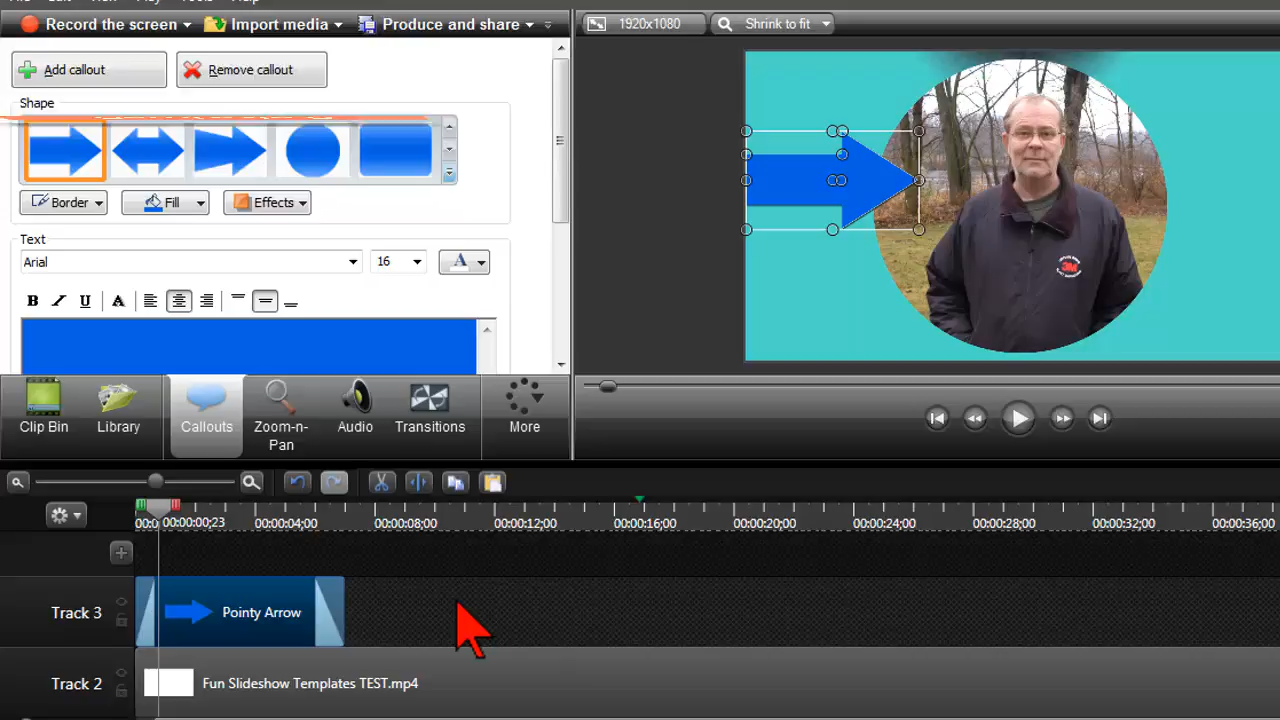 Record the screen Import media Produce and share
1920x1080 Shrink to fit
Add callout Remove callout
Shape
Border Fill Effects
Text
Arial 16 A
B I U A
3M
Clip Bin Library Callouts Zoom-n-Pan Audio Transitions More
00:0 00:00:00;23 00:00:04;00 00:00:08;00 00:00:12;00 00:00:16;00 00:00:20;00 00:00:24;00 00:00:28;00 00:00:32;00 00:00:36;00
Track 3 Pointy Arrow
Track 2 Fun Slideshow Templates TEST.mp4